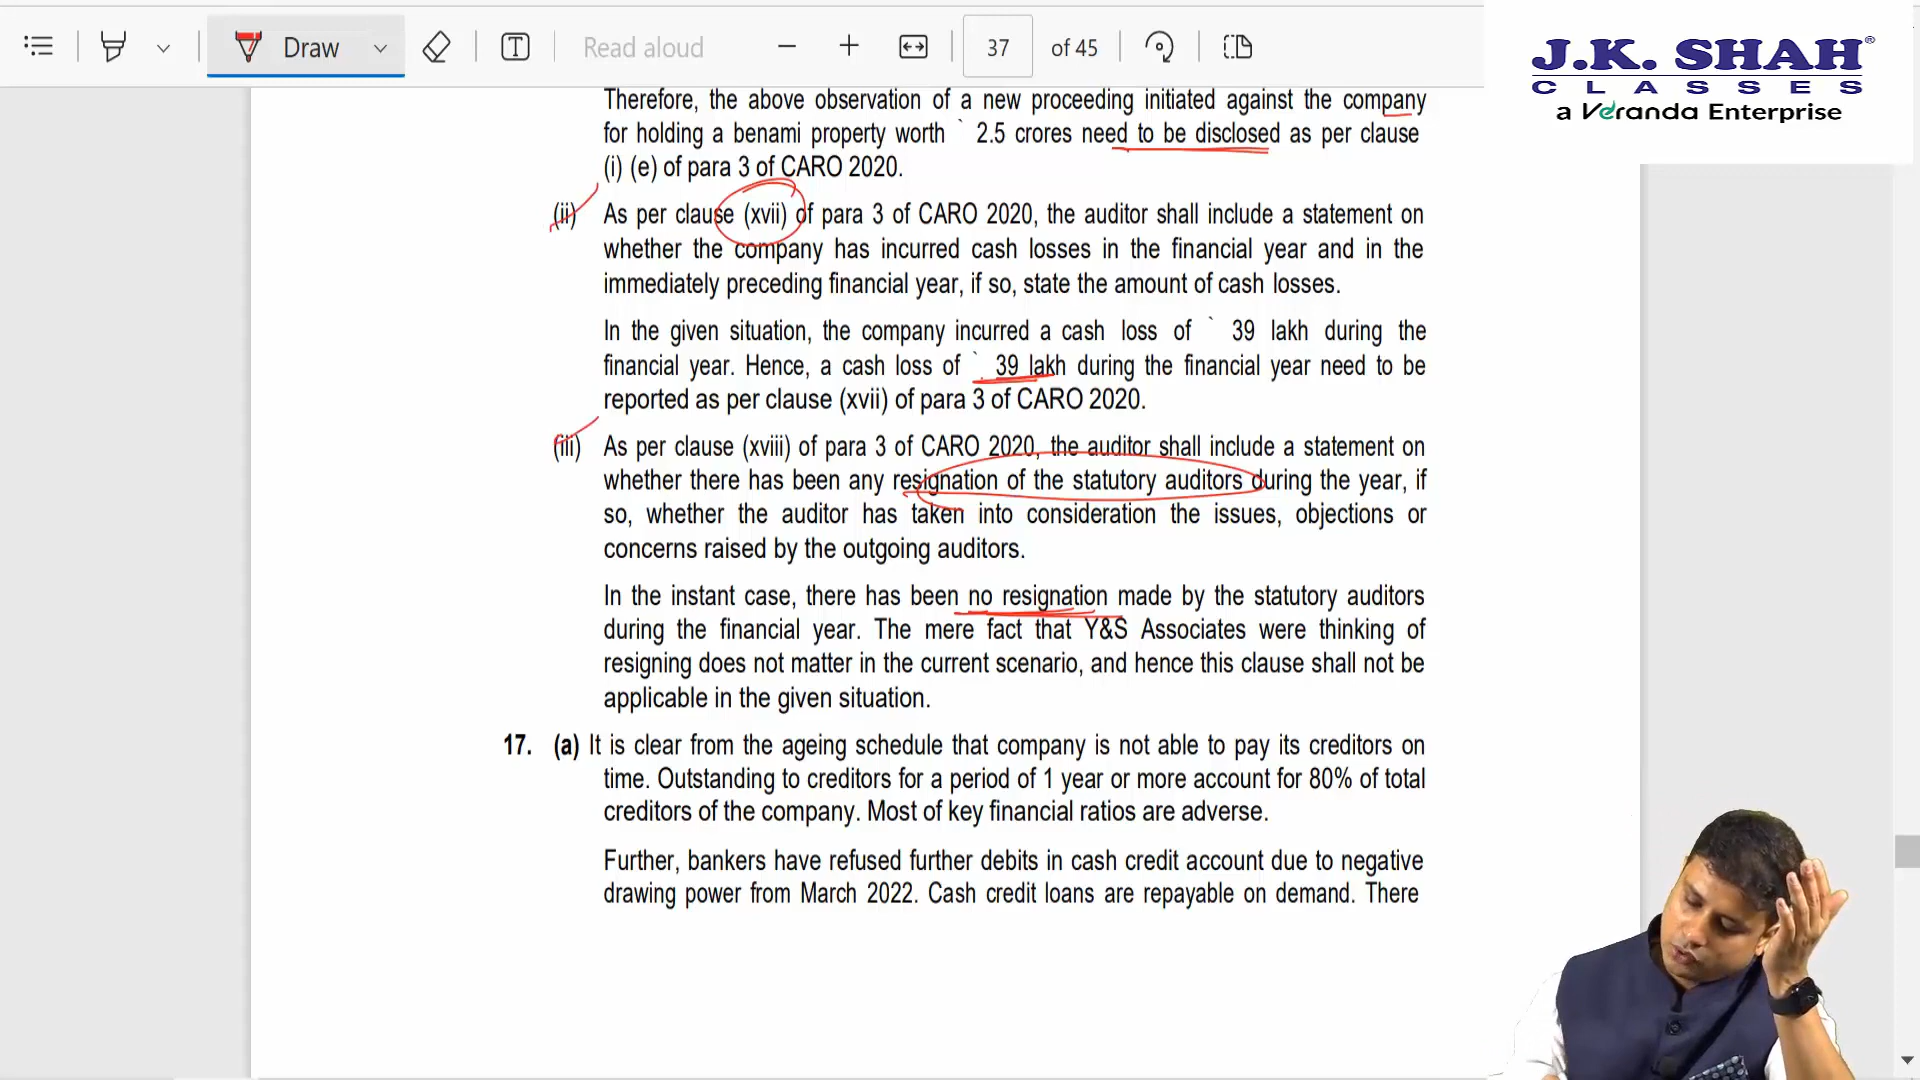 Draw
Read aloud
37
of 45
J.K. SHAH®
CLASSES
a Veranda Enterprise
Therefore, the above observation of a new proceeding initiated against the company
for holding a benami property worth ` 2.5 crores need to be disclosed as per clause
(i) (e) of para 3 of CARO 2020.
(ii) As per clause (xvii) of para 3 of CARO 2020, the auditor shall include a statement on
whether the company has incurred cash losses in the financial year and in the
immediately preceding financial year, if so, state the amount of cash losses.
In the given situation, the company incurred a cash loss of ` 39 lakh during the
financial year. Hence, a cash loss of ` 39 lakh during the financial year need to be
reported as per clause (xvii) of para 3 of CARO 2020.
(iii) As per clause (xviii) of para 3 of CARO 2020, the auditor shall include a statement on
whether there has been any resignation of the statutory auditors during the year, if
so, whether the auditor has taken into consideration the issues, objections or
concerns raised by the outgoing auditors.
In the instant case, there has been no resignation made by the statutory auditors
during the financial year. The mere fact that Y&S Associates were thinking of
resigning does not matter in the current scenario, and hence this clause shall not be
applicable in the given situation.
17. (a) It is clear from the ageing schedule that company is not able to pay its creditors on
time. Outstanding to creditors for a period of 1 year or more account for 80% of total
creditors of the company. Most of key financial ratios are adverse.
Further, bankers have refused further debits in cash credit account due to negative
drawing power from March 2022. Cash credit loans are repayable on demand. There